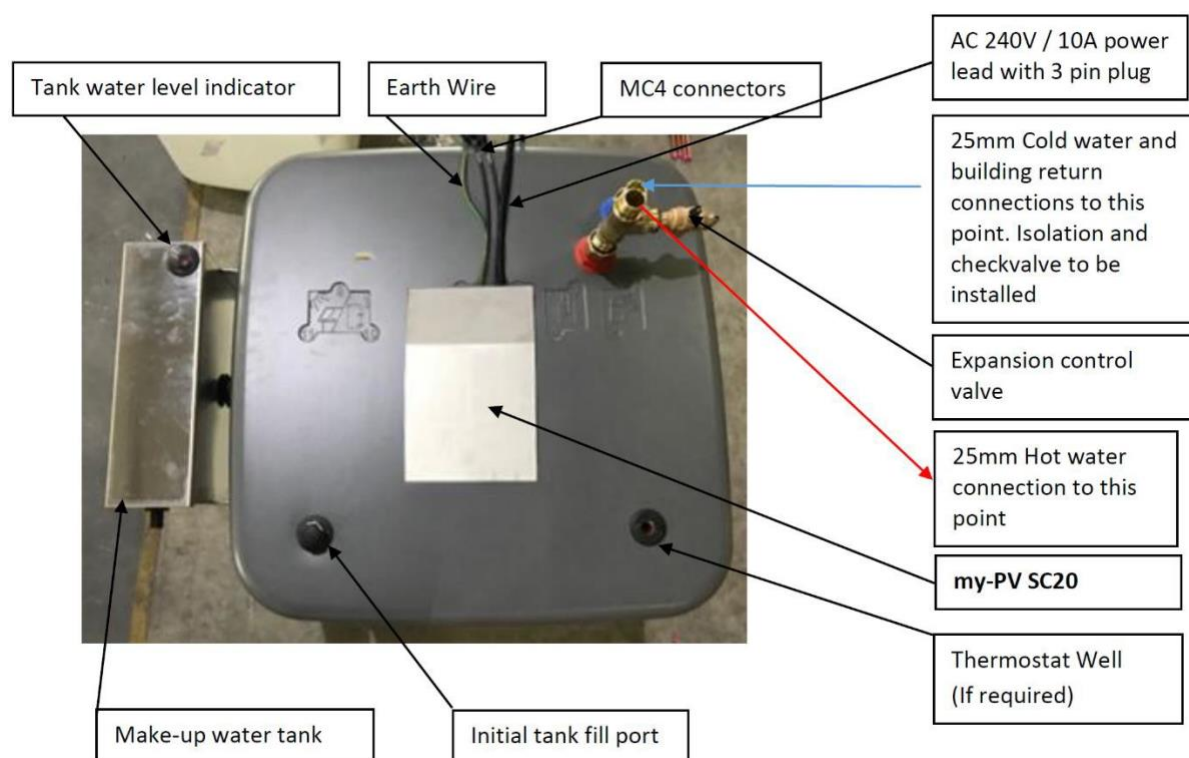 AC 240V / 10A power
lead with 3 pin plug
Tank water level indicator
Earth Wire
MC4 connectors
25mm Cold water and
building return
connections to this
point. Isolation and
checkvalve to be
installed
Expansion control
valve
25mm Hot water
connection to this
point
my-PV SC20
Thermostat Well
(If required)
Make-up water tank
Initial tank fill port